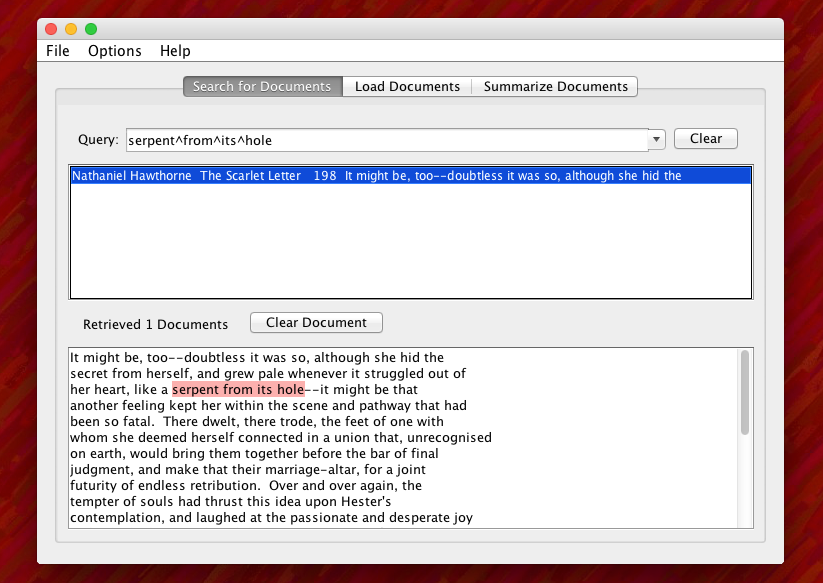 File Options Help
Search for Documents Load Documents Summarize Documents
Query: serpent^from^its^hole Clear
Nathaniel Hawthorne The Scarlet Letter 198 It might be, too--doubtless it was so, although she hid the
Retrieved 1 Documents Clear Document
It might be, too--doubtless it was so, although she hid the
secret from herself, and grew pale whenever it struggled out of
her heart, like a serpent from its hole--it might be that
another feeling kept her within the scene and pathway that had
been so fatal.  There dwelt, there trode, the feet of one with
whom she deemed herself connected in a union that, unrecognised
on earth, would bring them together before the bar of final
judgment, and make that their marriage-altar, for a joint
futurity of endless retribution.  Over and over again, the
tempter of souls had thrust this idea upon Hester's
contemplation, and laughed at the passionate and desperate joy